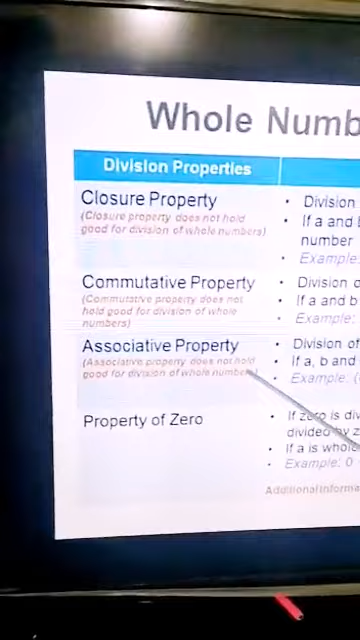 Whole Numb
Division Properties
Closure Property
(Closure property does not hold
good for division of whole numbers)
• Division
• If a and b
number
• Example:
Commutative Property
(Commutative property does not
hold good for division of whole
numbers)
• Division o
• If a and b
• Example:
Associative Property
(Associative property does not hold
good for division of whole numbers)
• Division of
• If a, b and
• Example: (
Property of Zero
• If zero is div
divided by z
• If a is whole
• Example: 0
Additional Informa